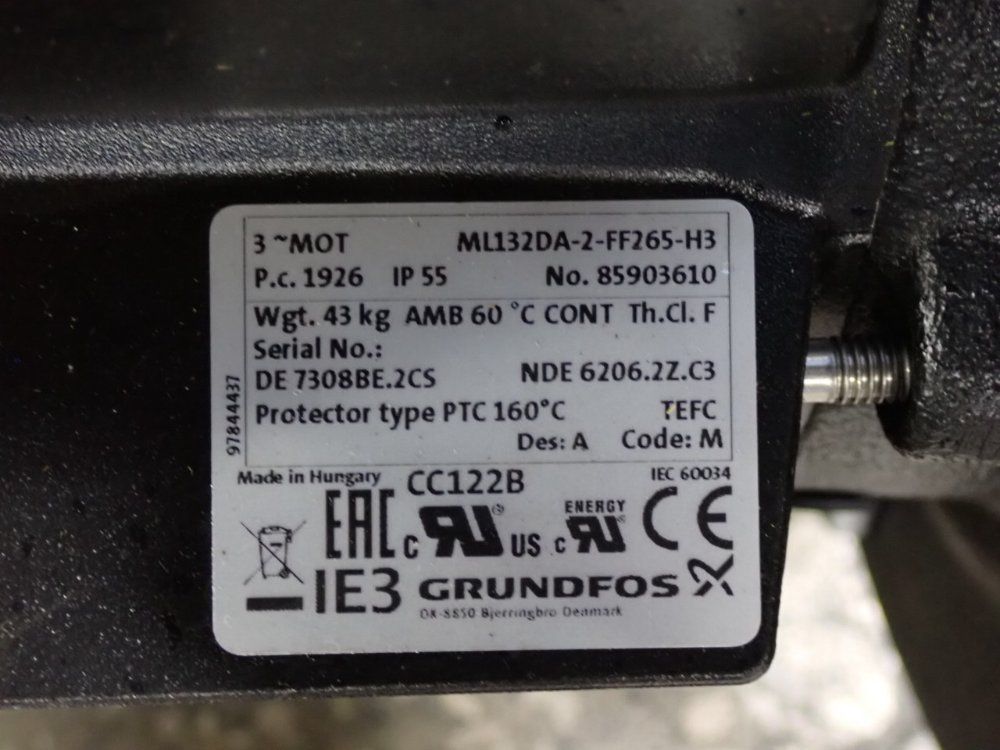 3 ~MOT ML132DA-2-FF265-H3
P.c. 1926 IP 55 No. 85903610
Wgt. 43 kg AMB 60 °C CONT Th.Cl. F
Serial No.:
DE 7308BE.2CS NDE 6206.2Z.C3
Protector type PTC 160°C TEFC
Des: A Code: M
97844437
Made in Hungary CC122B IEC 60034
EAC c RU ® US c ENERGY RU CE
IE3 GRUNDFOS
DK-8850 Bjerringbro Denmark